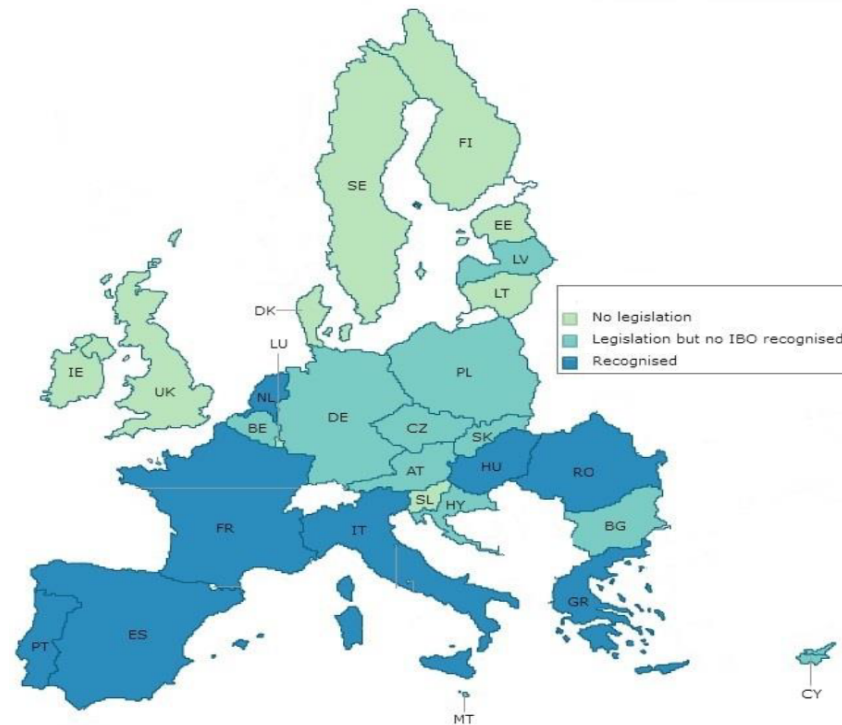 FI
SE
EE
LV
LT
DK
LU
IE
UK
NL
PL
DE
BE
CZ
SK
AT
HU
RO
SL
HY
BG
FR
IT
GR
PT
ES
CY
MT
No legislation
Legislation but no IBO recognised
Recognised